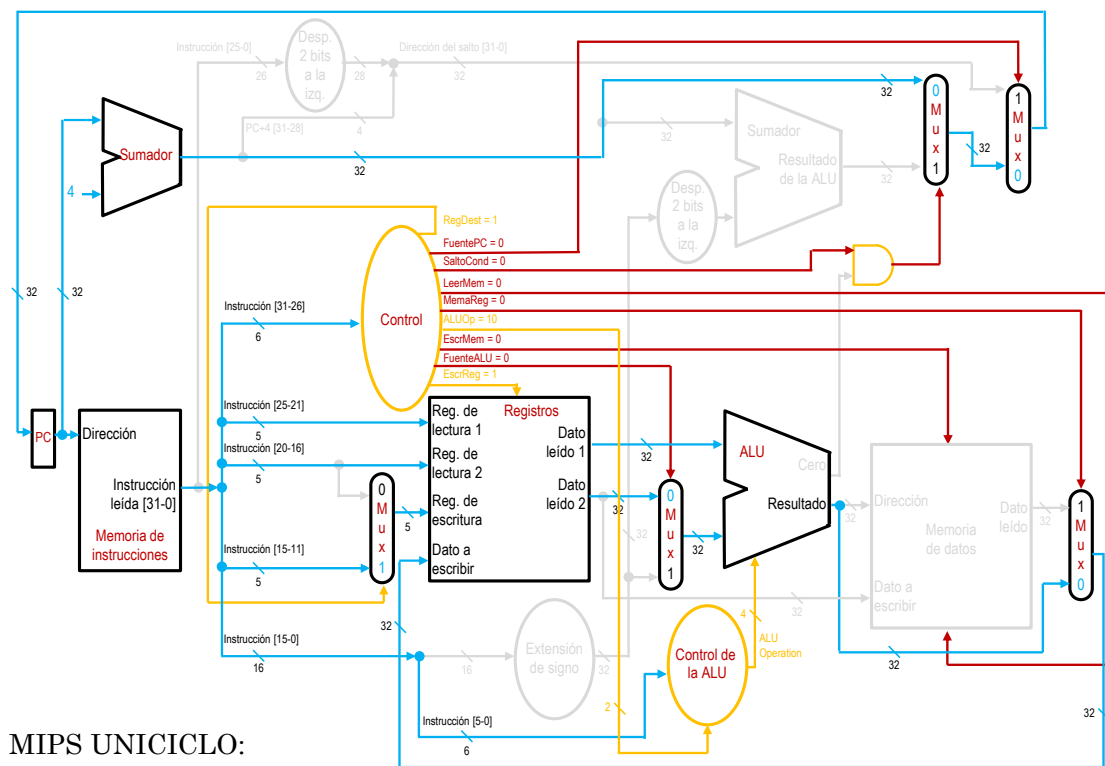 Instrucción [25-0]
26
Desp.
2 bits
a la
izq.
28
Dirección del salto [31-0]
32
PC+4 [31-28]
4
Sumador
4
32
32
32
32
Sumador
Resultado
de la ALU
32
Desp.
2 bits
a la
izq.
32
0
M
u
x
1
32
1
M
u
x
0
RegDest = 1
FuentePC = 0
SaltoCond = 0
LeerMem = 0
MemaReg = 0
ALUOp = 10
EscrMem = 0
FuenteALU = 0
EscrReg = 1
Control
Instrucción [31-26]
6
PC
Dirección
Instrucción
leída [31-0]
Memoria de
instrucciones
Instrucción [25-21]
5
Instrucción [20-16]
5
Instrucción [15-11]
5
0
M
u
x
1
5
Registros
Reg. de
lectura 1
Reg. de
lectura 2
Reg. de
escritura
Dato a
escribir
Dato
leído 1
Dato
leído 2
32
32
32
0
M
u
x
1
32
ALU
Cero
Resultado
32
Dirección
Dato
leído
Memoria
de datos
Dato a
escribir
32
32
1
M
u
x
0
32
Instrucción [15-0]
16
16
Extensión
de signo
32
32
Control de
la ALU
4
ALU
Operation
2
Instrucción [5-0]
6
32
32
MIPS UNICICLO: